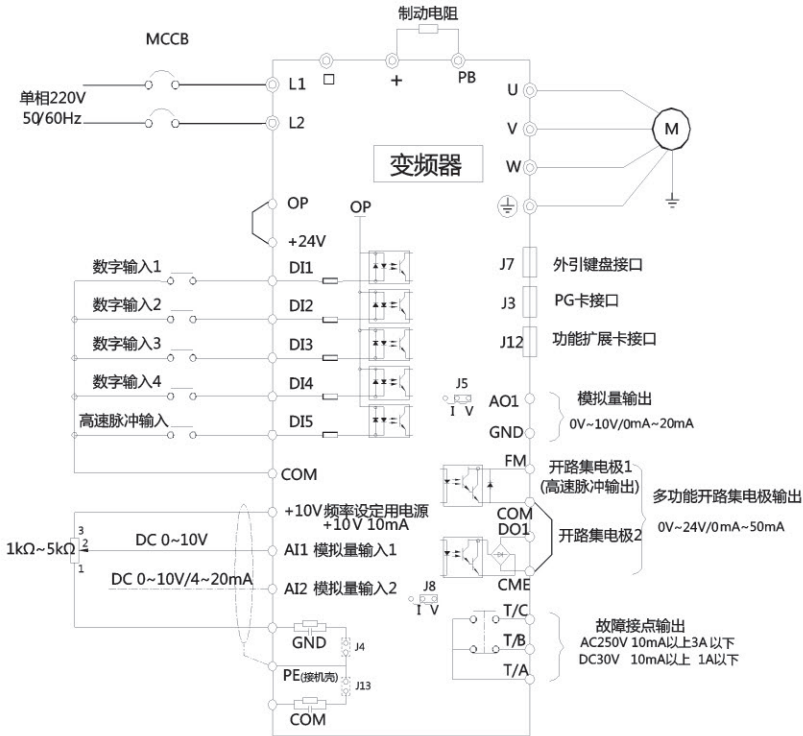 制动电阻
MCCB
L1
+
PB
单相220V
50/60Hz
L2
U
V
W
M
变频器
OP
OP
+24V
数字输入1
DI1
数字输入2
DI2
数字输入3
DI3
数字输入4
DI4
高速脉冲输入
DI5
COM
J7
外引键盘接口
J3
PG卡接口
J12
功能扩展卡接口
J5
I V
AO1
GND
模拟量输出
0V~10V/0mA~20mA
FM
开路集电极1
(高速脉冲输出)
COM
DO1
开路集电极2
CME
多功能开路集电极输出
0V~24V/0mA~50mA
+10V 频率设定用电源
+10V 10mA
1kΩ~5kΩ
3
2
1
DC 0~10V
AI1 模拟量输入1
DC 0~10V/4~20mA
AI2 模拟量输入2
J8
I V
GND
J4
PE(接机壳)
J13
COM
T/C
T/B
T/A
故障接点输出
AC250V 10mA以上3A以下
DC30V 10mA以上 1A以下